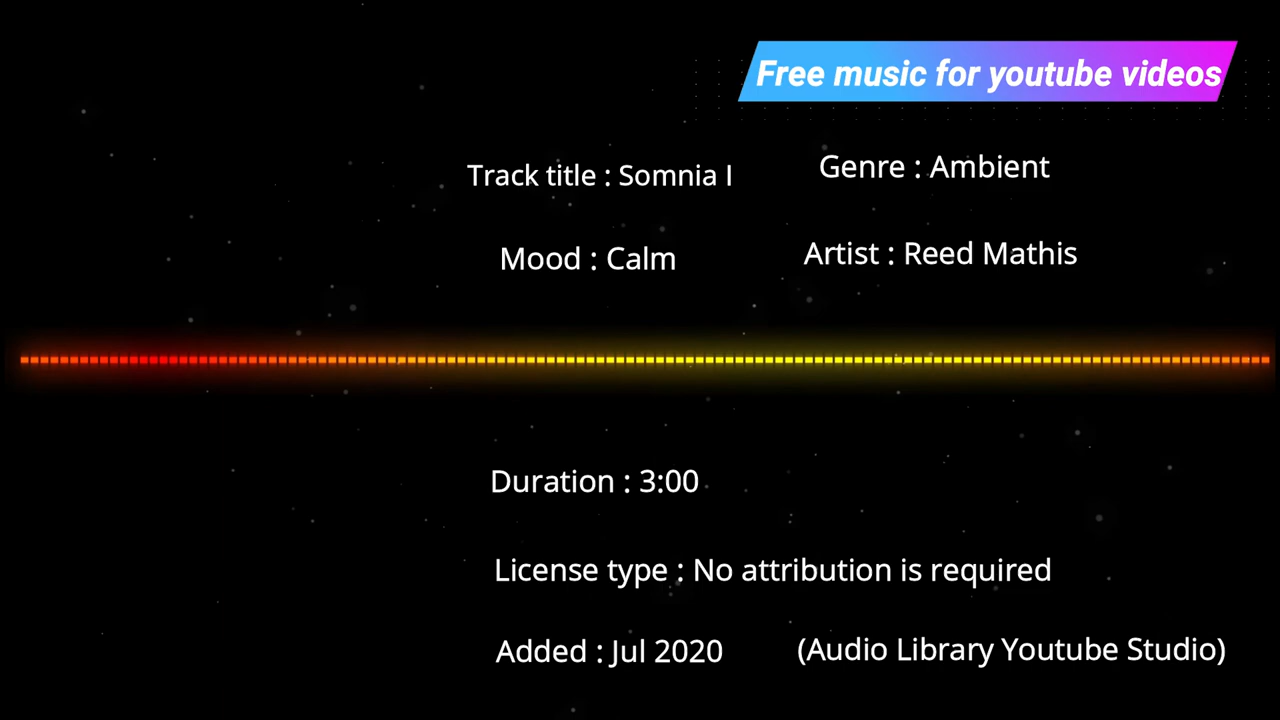 Free music for youtube videos
Track title : Somnia I
Genre : Ambient
Mood : Calm
Artist : Reed Mathis
Duration : 3:00
License type : No attribution is required
Added : Jul 2020
(Audio Library Youtube Studio)